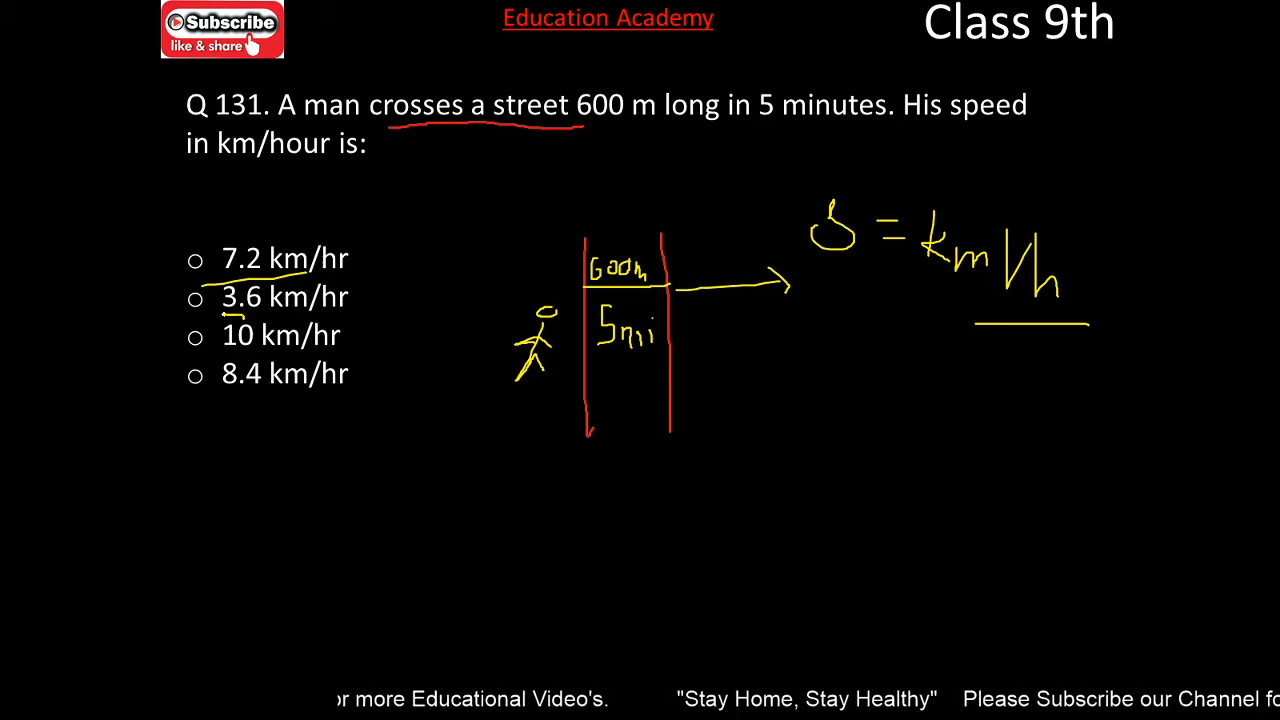 Subscribe
like & share
Education Academy
Class 9th
Q 131. A man crosses a street 600 m long in 5 minutes. His speed
in km/hour is:
○ 7.2 km/hr
○ 3.6 km/hr
○ 10 km/hr
○ 8.4 km/hr
600m
S = km/h
or more Educational Video's. "Stay Home, Stay Healthy" Please Subscribe our Channel fo